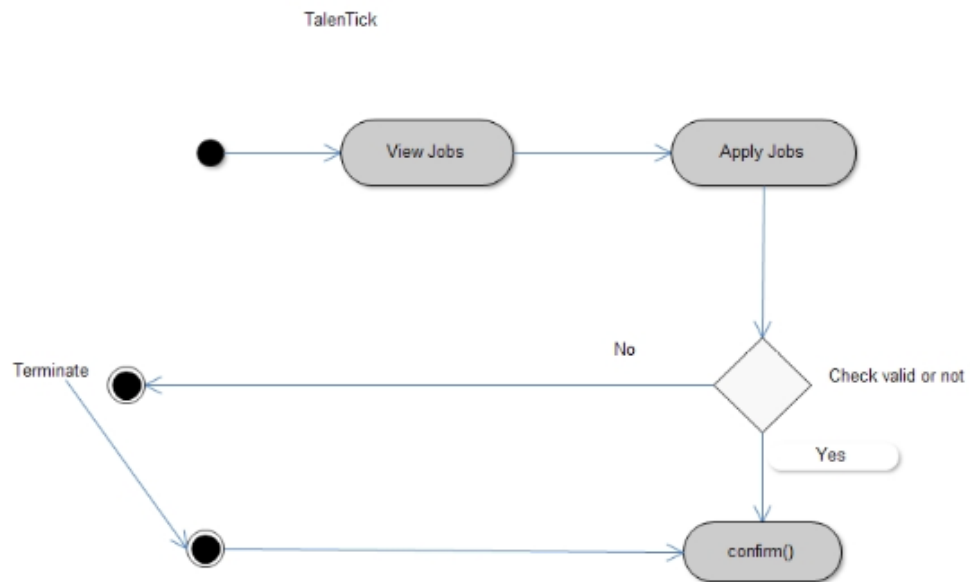 TalenTick
View Jobs
Apply Jobs
No
Terminate
Check valid or not
Yes
confirm()